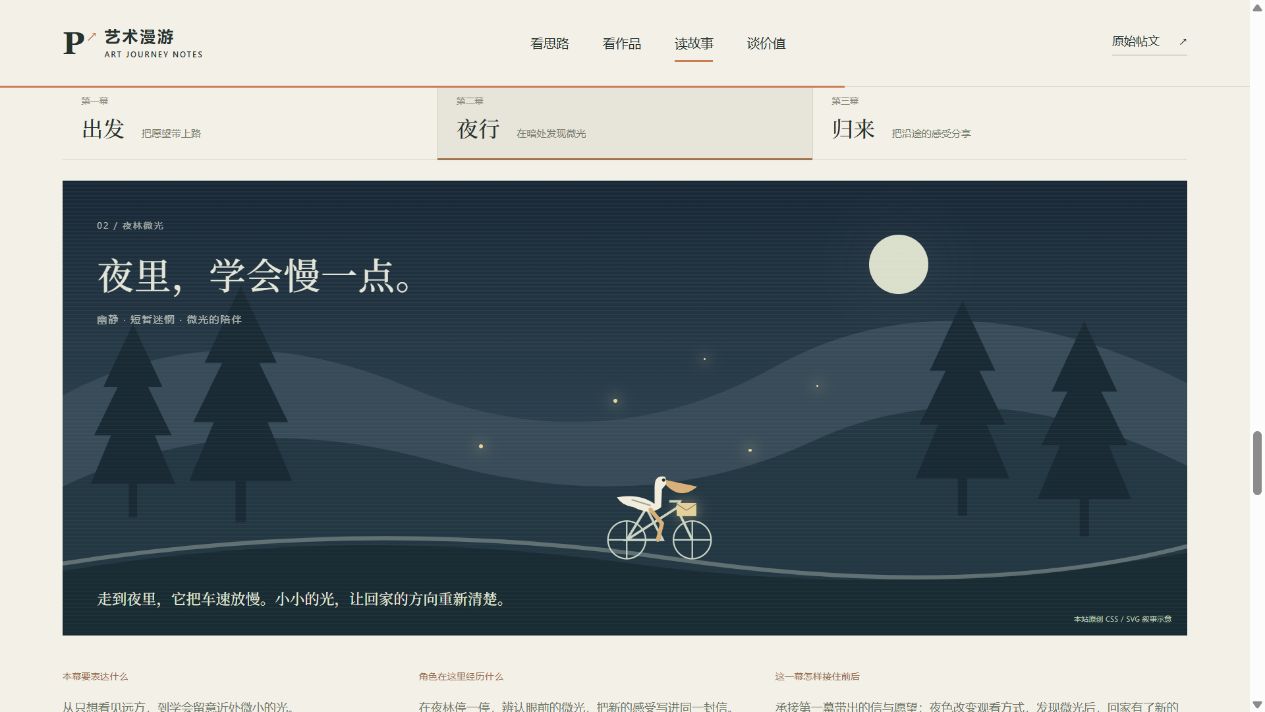 P↗ 艺术漫游
ART JOURNEY NOTES
看思路 看作品 读故事 谈价值
原始帖文 ↗
第一幕
出发 把愿望带上路
第二幕
夜行 在暗处发现微光
第三幕
归来 把沿途的感受分享
02 / 夜林微光
夜里，学会慢一点。
幽静 · 短暂迷惘 · 微光的陪伴
走到夜里，它把车速放慢。小小的光，让回家的方向重新清楚。
本站原创 CSS / SVG 叙事示意
本幕要表达什么
从只想看见远方，到学会留意近处微小的光。
角色在这里经历什么
在夜林停一停，辨认眼前的微光，把新的感受写进同一封信。
这一幕怎样接住前后
承接第一幕带出的信与愿望；夜色改变观看方式，发现微光后，回家有了新的